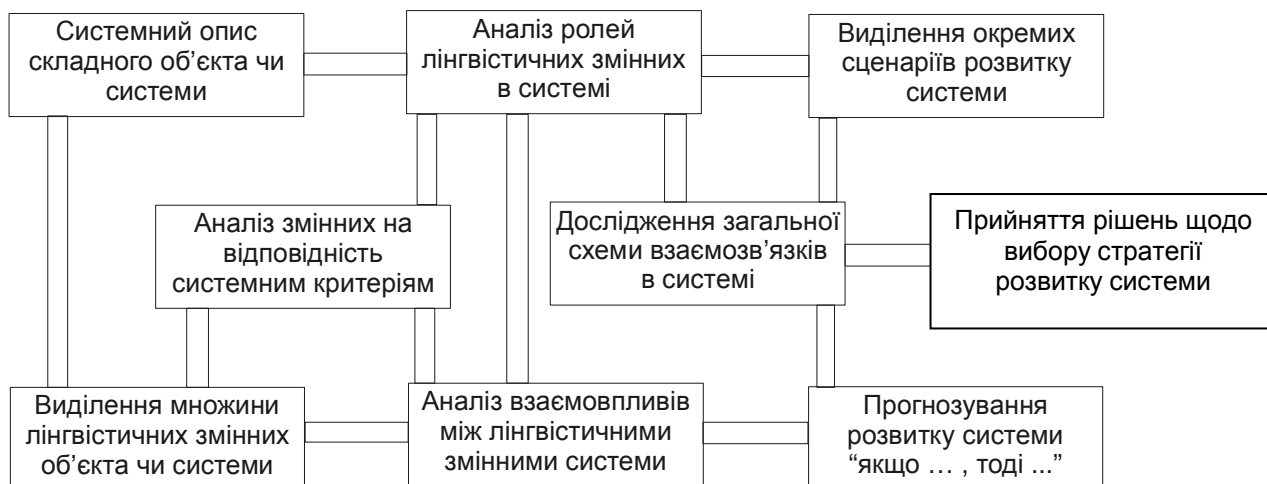 Системний опис
складного об’єкта чи
системи
Аналіз ролей
лінгвістичних змінних
в системі
Виділення окремих
сценаріїв розвитку
системи
Аналіз змінних на
відповідність
системним критеріям
Дослідження загальної
схеми взаємозв’язків
в системі
Прийняття рішень щодо
вибору стратегії
розвитку системи
Виділення множини
лінгвістичних змінних
об’єкта чи системи
Аналіз взаємовпливів
між лінгвістичними
змінними системи
Прогнозування
розвитку системи
“якщо … , тоді ...”